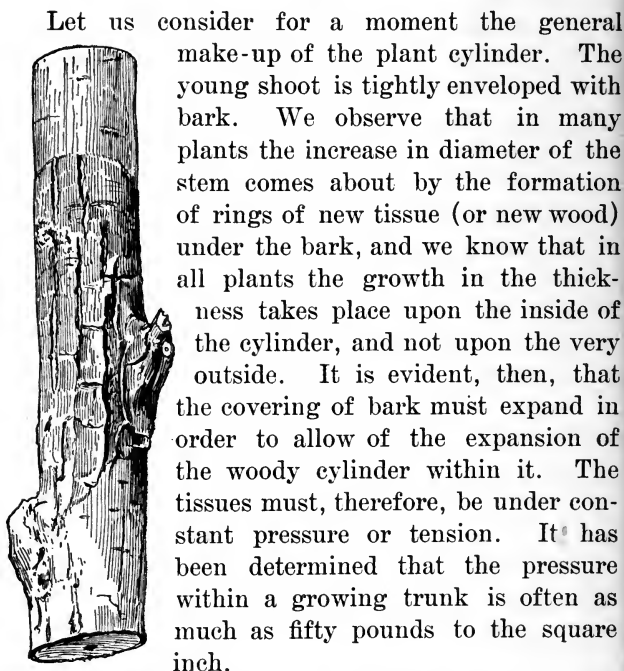 Let us consider for a moment the general
make-up of the plant cylinder. The
young shoot is tightly enveloped with
bark. We observe that in many
plants the increase in diameter of the
stem comes about by the formation
of rings of new tissue (or new wood)
under the bark, and we know that in
all plants the growth in the thick-
ness takes place upon the inside of
the cylinder, and not upon the very
outside. It is evident, then, that
the covering of bark must expand in
order to allow of the expansion of
the woody cylinder within it. The
tissues must, therefore, be under con-
stant pressure or tension. It has
been determined that the pressure
within a growing trunk is often as
much as fifty pounds to the square
inch.